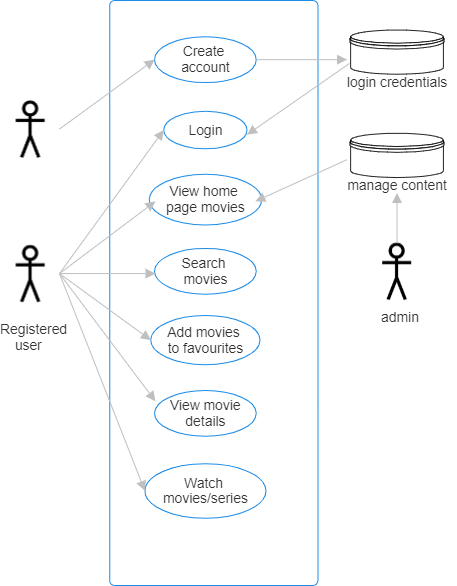 Create
account
login credentials
Login
manage content
View home
page movies
Search
movies
admin
Registered
user
Add movies
to favourites
View movie
details
Watch
movies/series